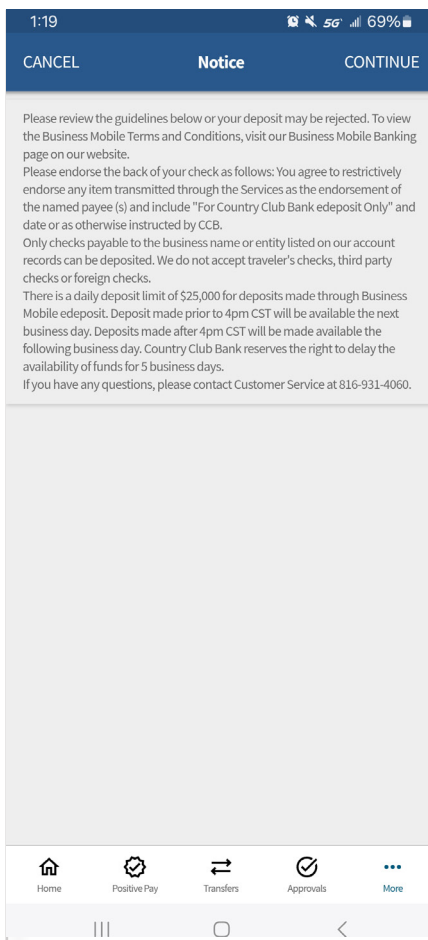 1:19 5G 69%
CANCEL Notice CONTINUE
Please review the guidelines below or your deposit may be rejected. To view
the Business Mobile Terms and Conditions, visit our Business Mobile Banking
page on our website.
Please endorse the back of your check as follows: You agree to restrictively
endorse any item transmitted through the Services as the endorsement of
the named payee (s) and include "For Country Club Bank edeposit Only" and
date or as otherwise instructed by CCB.
Only checks payable to the business name or entity listed on our account
records can be deposited. We do not accept traveler's checks, third party
checks or foreign checks.
There is a daily deposit limit of $25,000 for deposits made through Business
Mobile edeposit. Deposit made prior to 4pm CST will be available the next
business day. Deposits made after 4pm CST will be made available the
following business day. Country Club Bank reserves the right to delay the
availability of funds for 5 business days.
If you have any questions, please contact Customer Service at 816-931-4060.
Home Positive Pay Transfers Approvals More